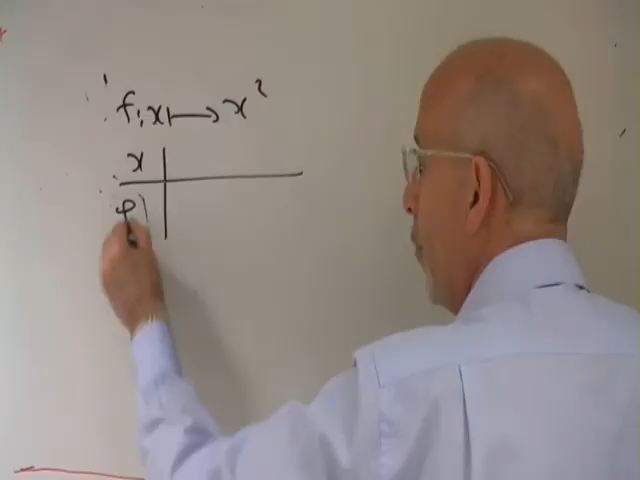 f: x ↦ x²
x
f